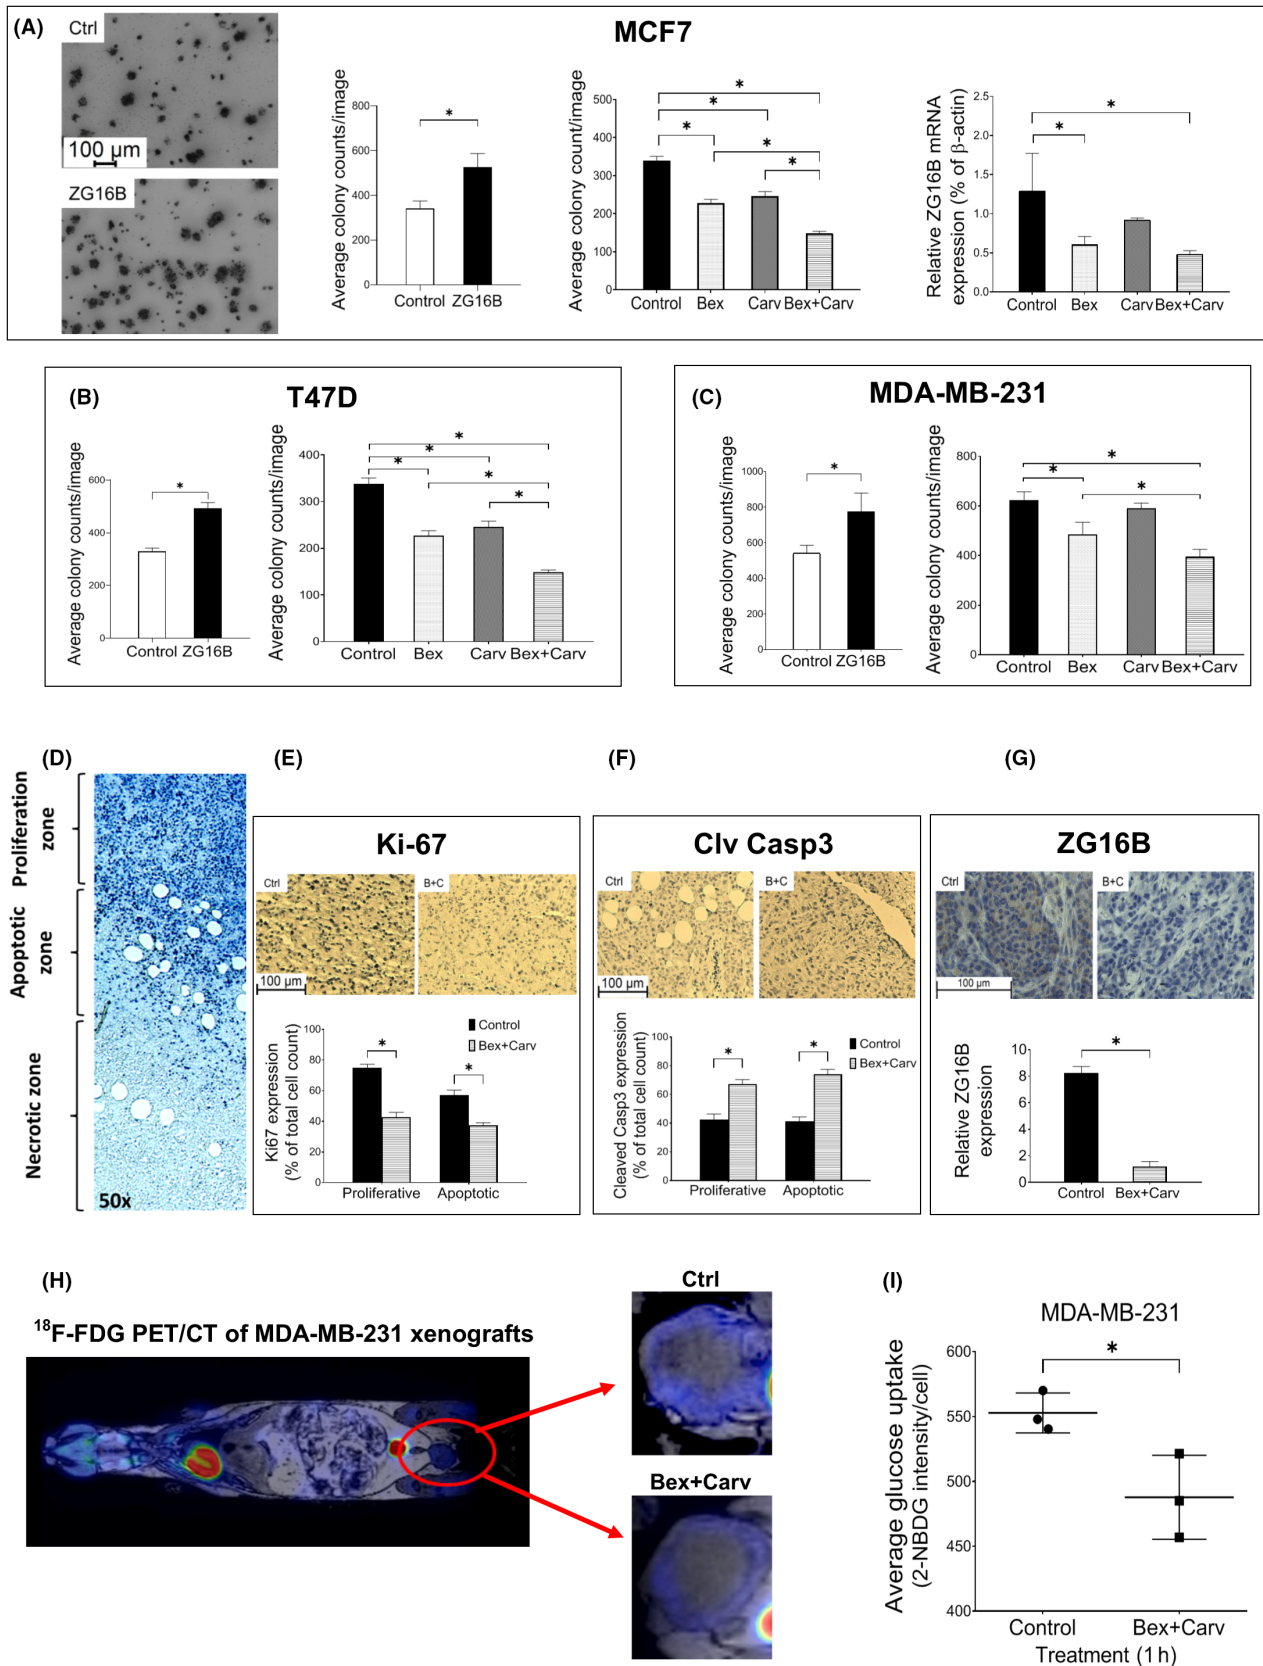 (A)
Ctrl
100 µm
ZG16B
MCF7
Average colony counts/image
800
600
400
200
0
*
Control ZG16B
Average colony count/image
500
400
300
200
100
0
*
*
*
*
*
Control Bex Carv Bex+Carv
Relative ZG16B mRNA
expression (% of β-actin)
2.5
2.0
1.5
1.0
0.5
0.0
*
*
Control Bex Carv Bex+Carv
(B)
T47D
Average colony counts/image
600
400
200
0
*
Control ZG16B
Average colony counts/image
400
300
200
100
0
*
*
*
*
*
Control Bex Carv Bex+Carv
(C)
MDA-MB-231
Average colony counts/image
1000
800
600
400
200
0
*
Control ZG16B
Average colony counts/image
800
600
400
200
0
*
*
*
Control Bex Carv Bex+Carv
(D)
Proliferation
zone
Apoptotic
zone
Necrotic zone
50x
(E)
Ki-67
Ctrl
B+C
100 µm
Ki67 expression
(% of total cell count)
100
80
60
40
20
0
Control
Bex+Carv
*
*
Proliferative Apoptotic
(F)
Clv Casp3
Ctrl
B+C
100 µm
Cleaved Casp3 expression
(% of total cell count)
100
80
60
40
20
0
Control
Bex+Carv
*
*
Proliferative Apoptotic
(G)
ZG16B
Ctrl
B+C
100 µm
Relative ZG16B
expression
10
8
6
4
2
0
*
Control Bex+Carv
(H)
18F-FDG PET/CT of MDA-MB-231 xenografts
Ctrl
Bex+Carv
(I)
MDA-MB-231
Average glucose uptake
(2-NBDG intensity/cell)
600
550
500
450
400
*
Control Bex+Carv
Treatment (1 h)